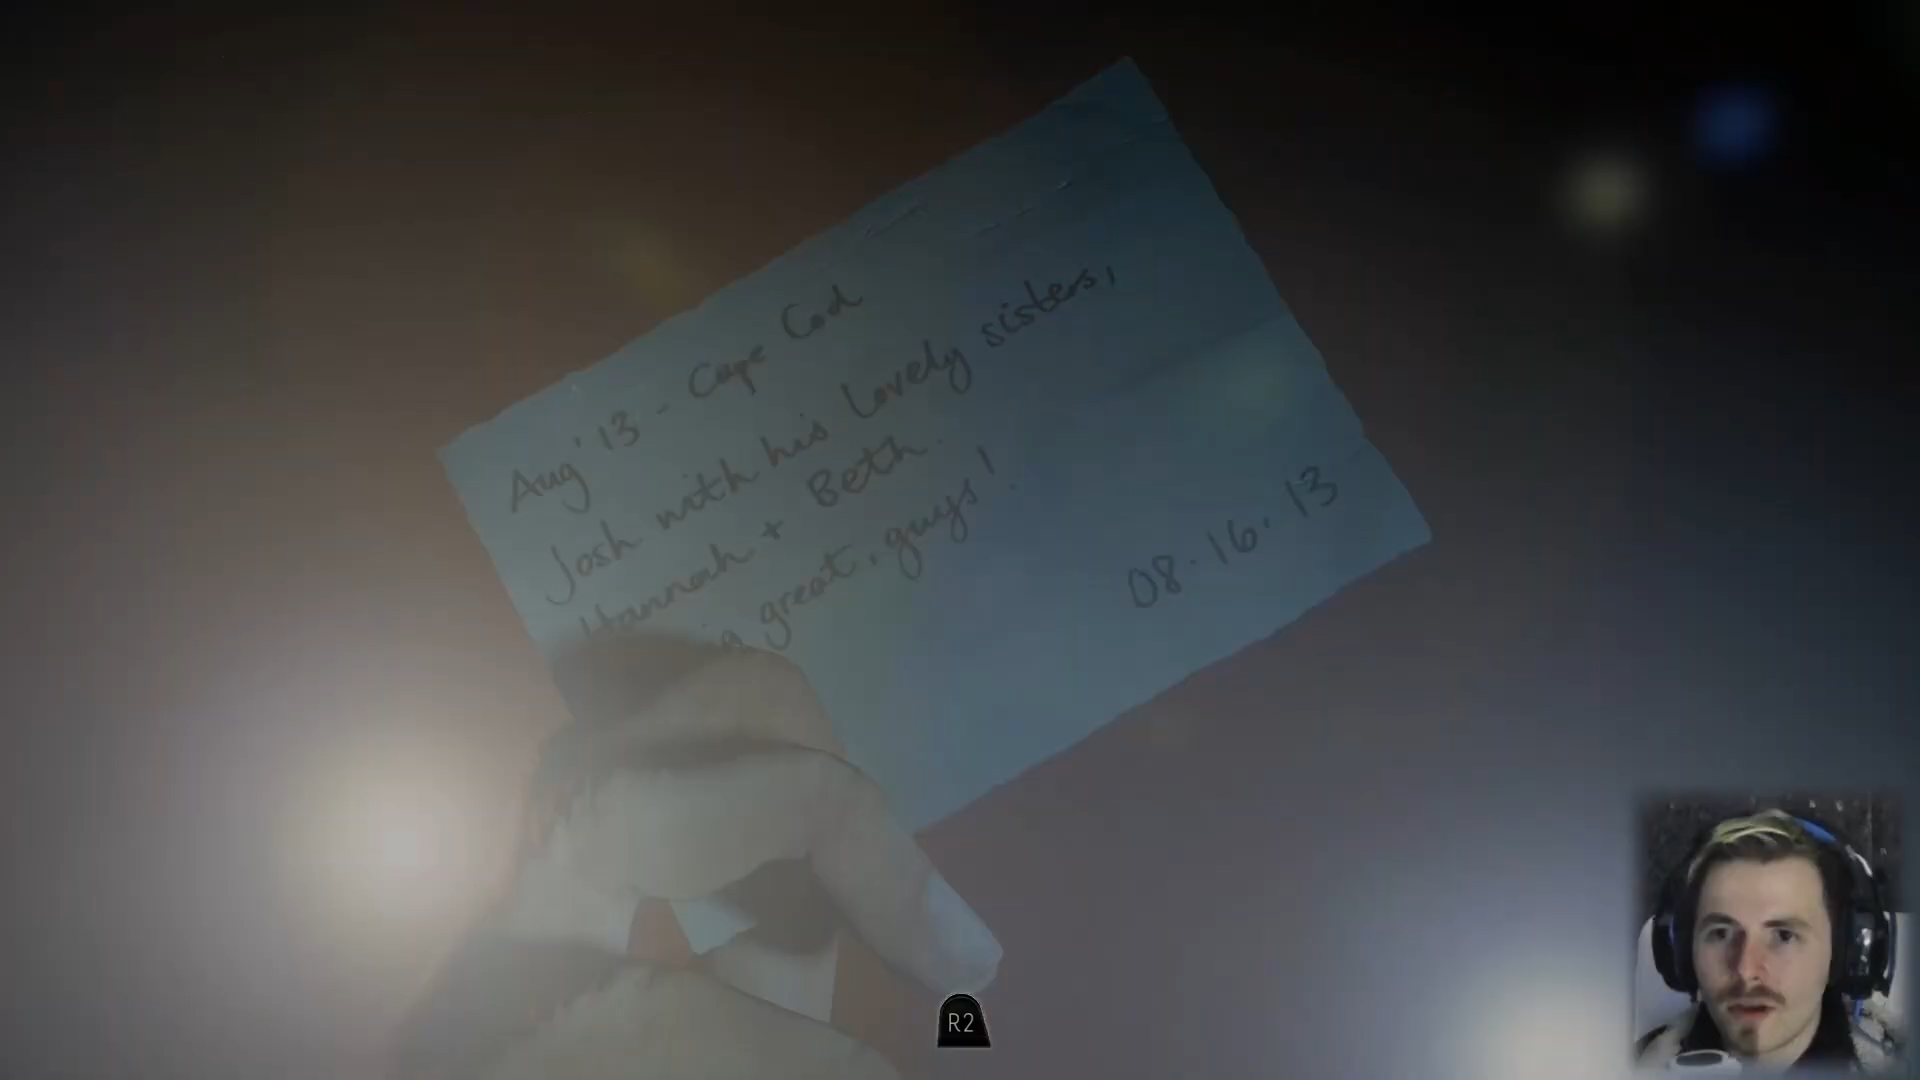 Aug '13 - Cape Cod
Josh with his lovely sisters,
Hannah + Beth.
great, guys!
08.16.13
R2